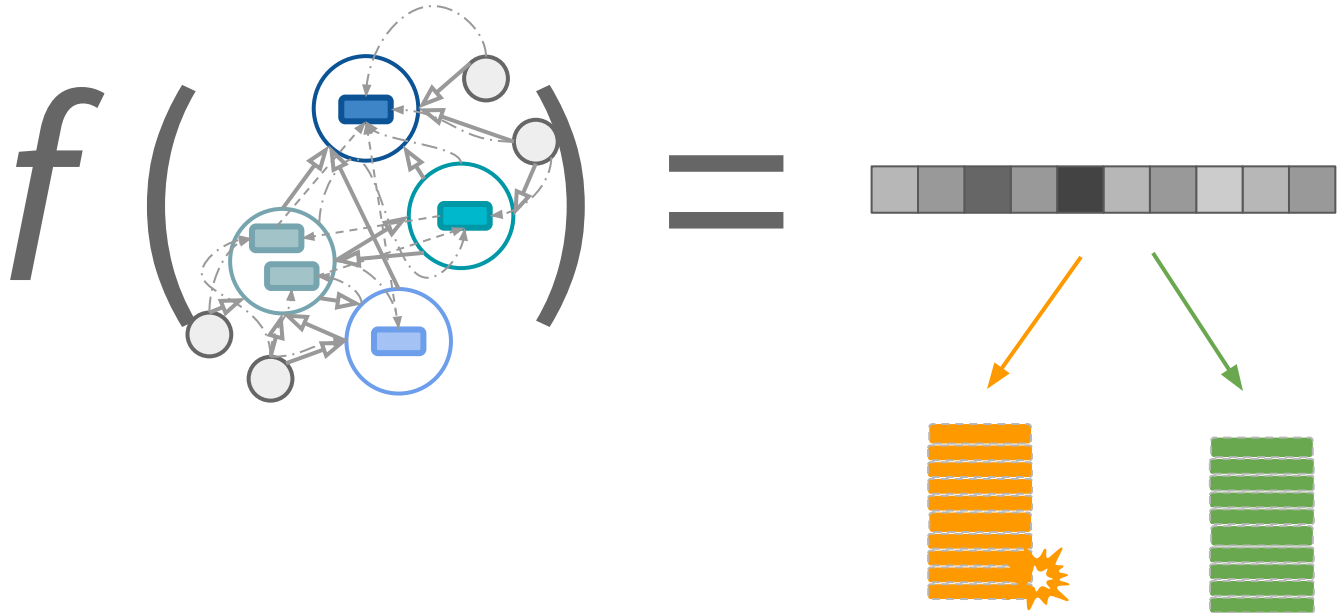 f ( ) =